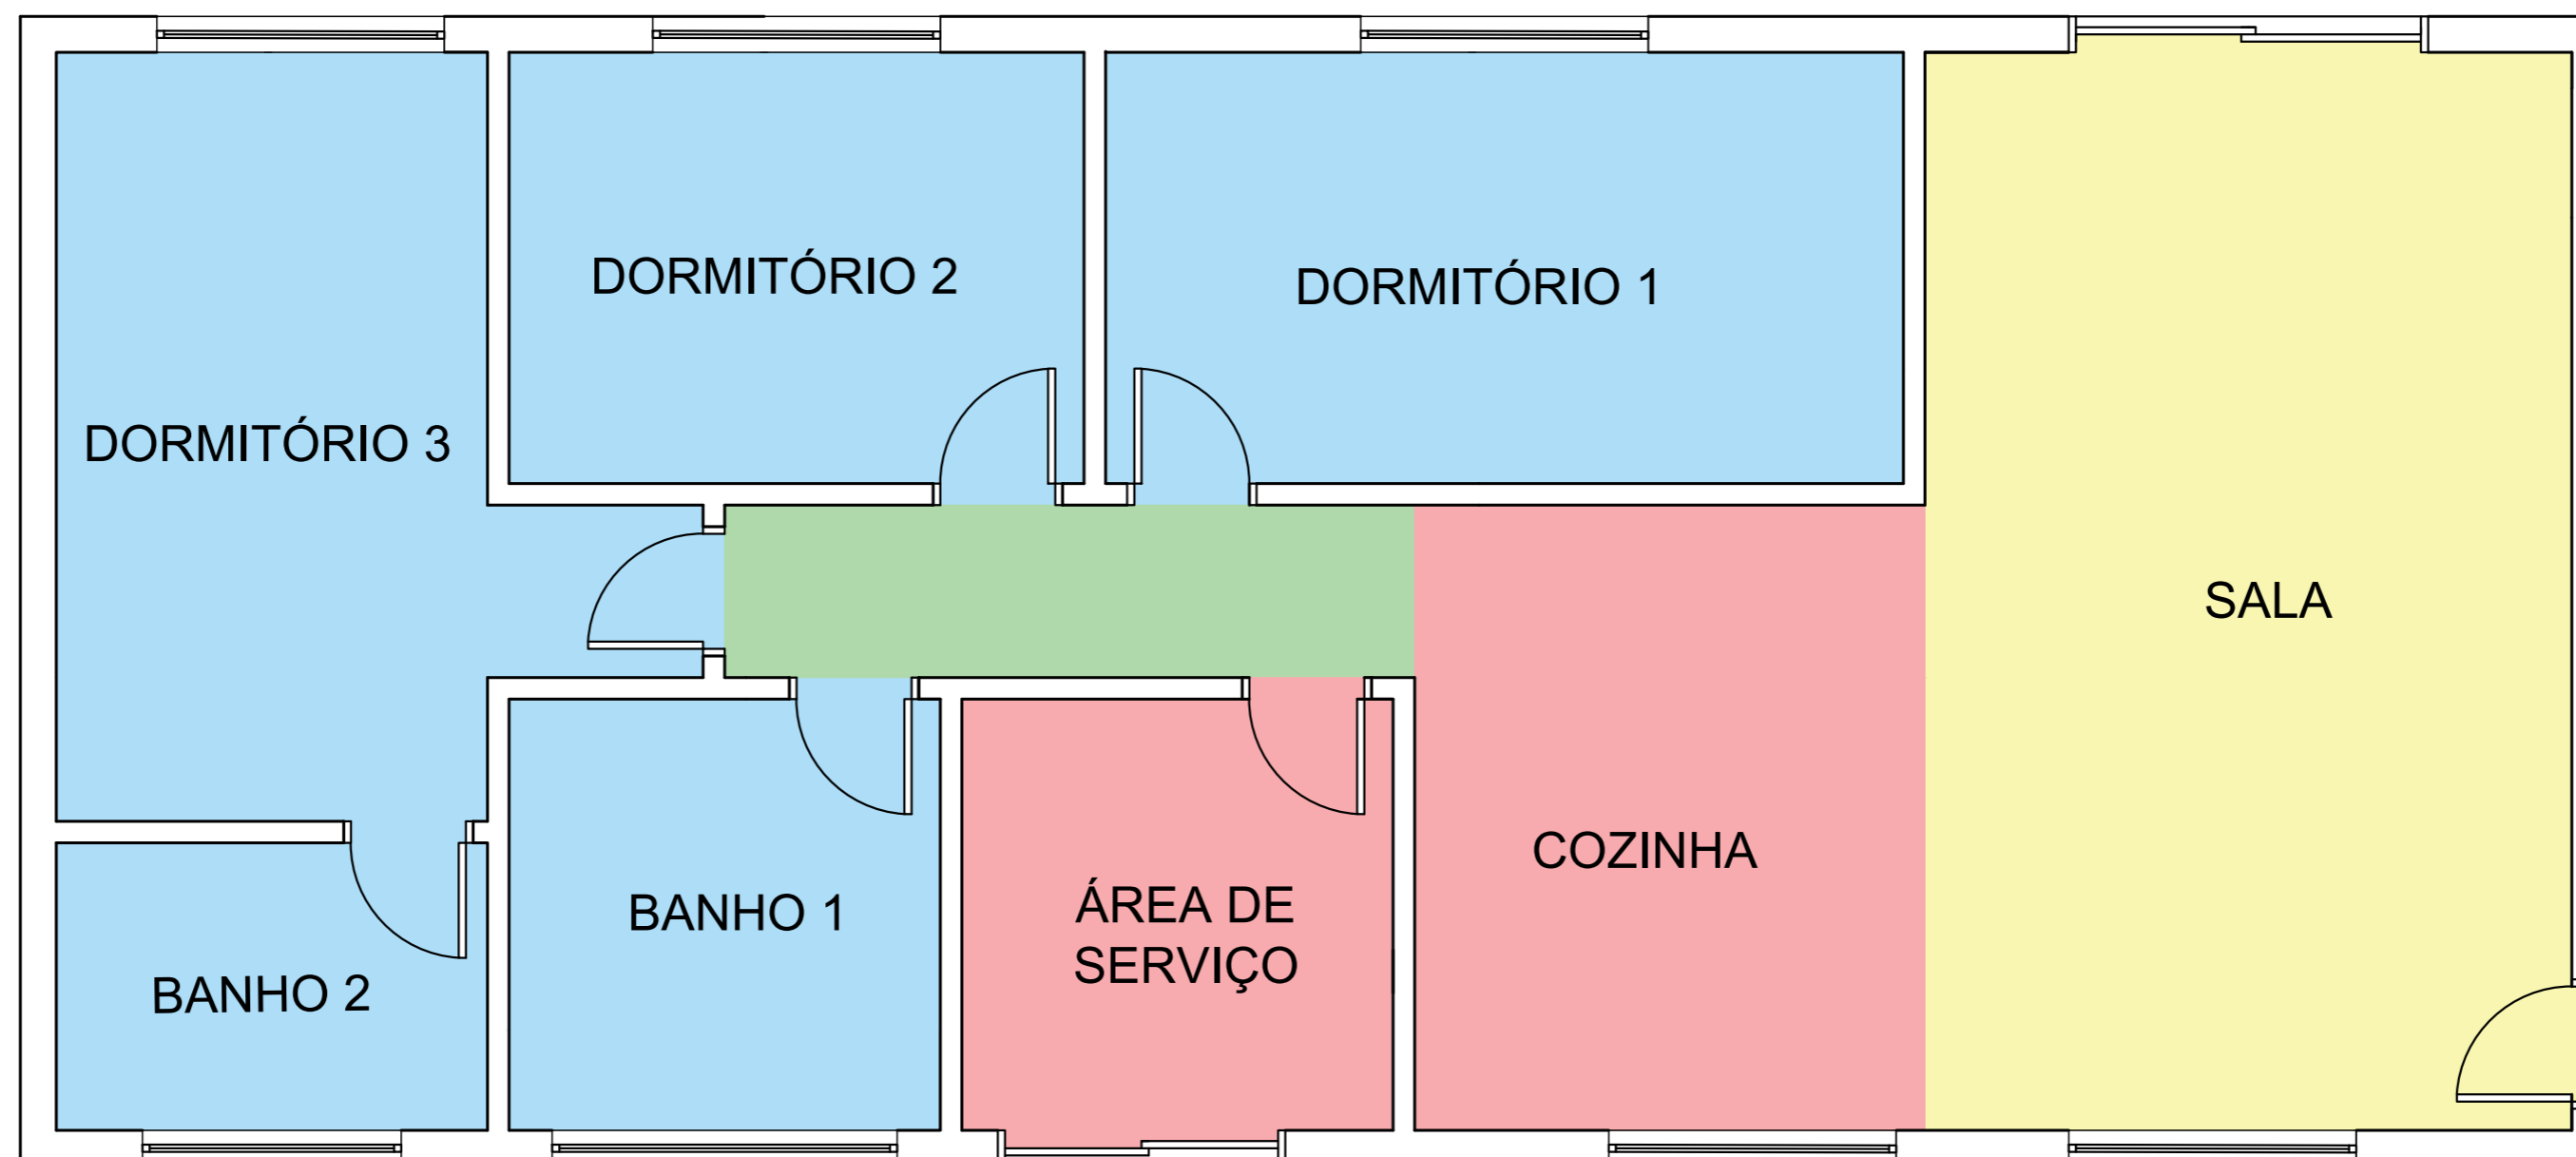 DORMITÓRIO 2
DORMITÓRIO 1
DORMITÓRIO 3
SALA
COZINHA
BANHO 1
ÁREA DE
SERVIÇO
BANHO 2